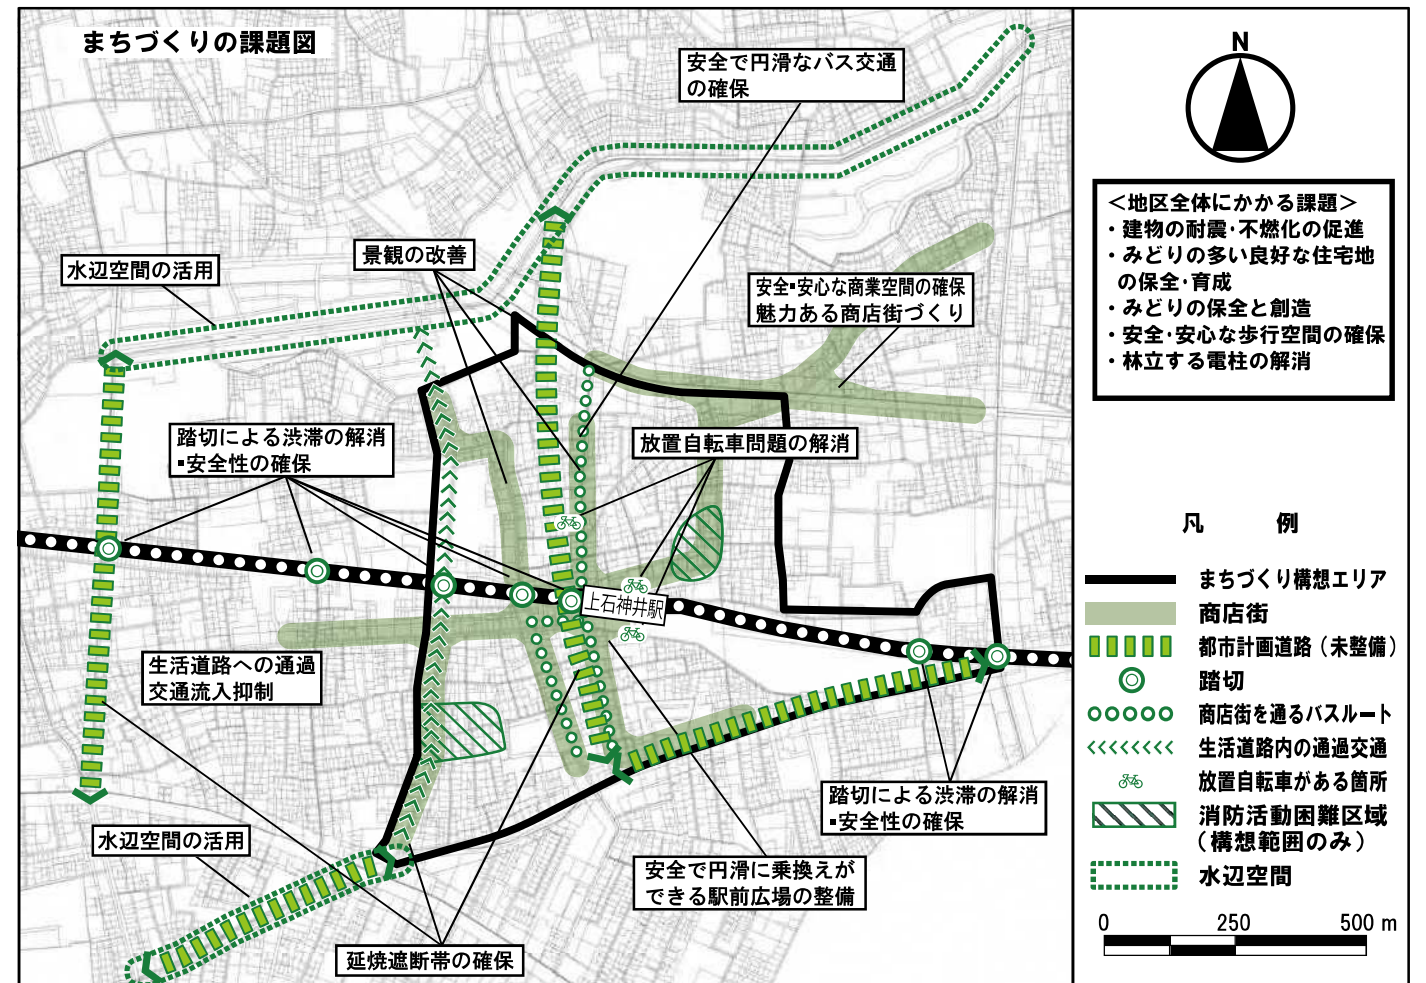 まちづくりの課題図
安全で円滑なバス交通
の確保
景観の改善
水辺空間の活用
安全・安心な商業空間の確保
魅力ある商店街づくり
踏切による渋滞の解消
・安全性の確保
放置自転車問題の解消
上石神井駅
生活道路への通過
交通流入抑制
踏切による渋滞の解消
・安全性の確保
水辺空間の活用
安全で円滑に乗換えが
できる駅前広場の整備
延焼遮断帯の確保
N
＜地区全体にかかる課題＞
・建物の耐震・不燃化の促進
・みどりの多い良好な住宅地
の保全・育成
・みどりの保全と創造
・安全・安心な歩行空間の確保
・林立する電柱の解消
凡　例
まちづくり構想エリア
商店街
都市計画道路（未整備）
踏切
商店街を通るバスルート
生活道路内の通過交通
放置自転車がある箇所
消防活動困難区域
（構想範囲のみ）
水辺空間
0 250 500 m